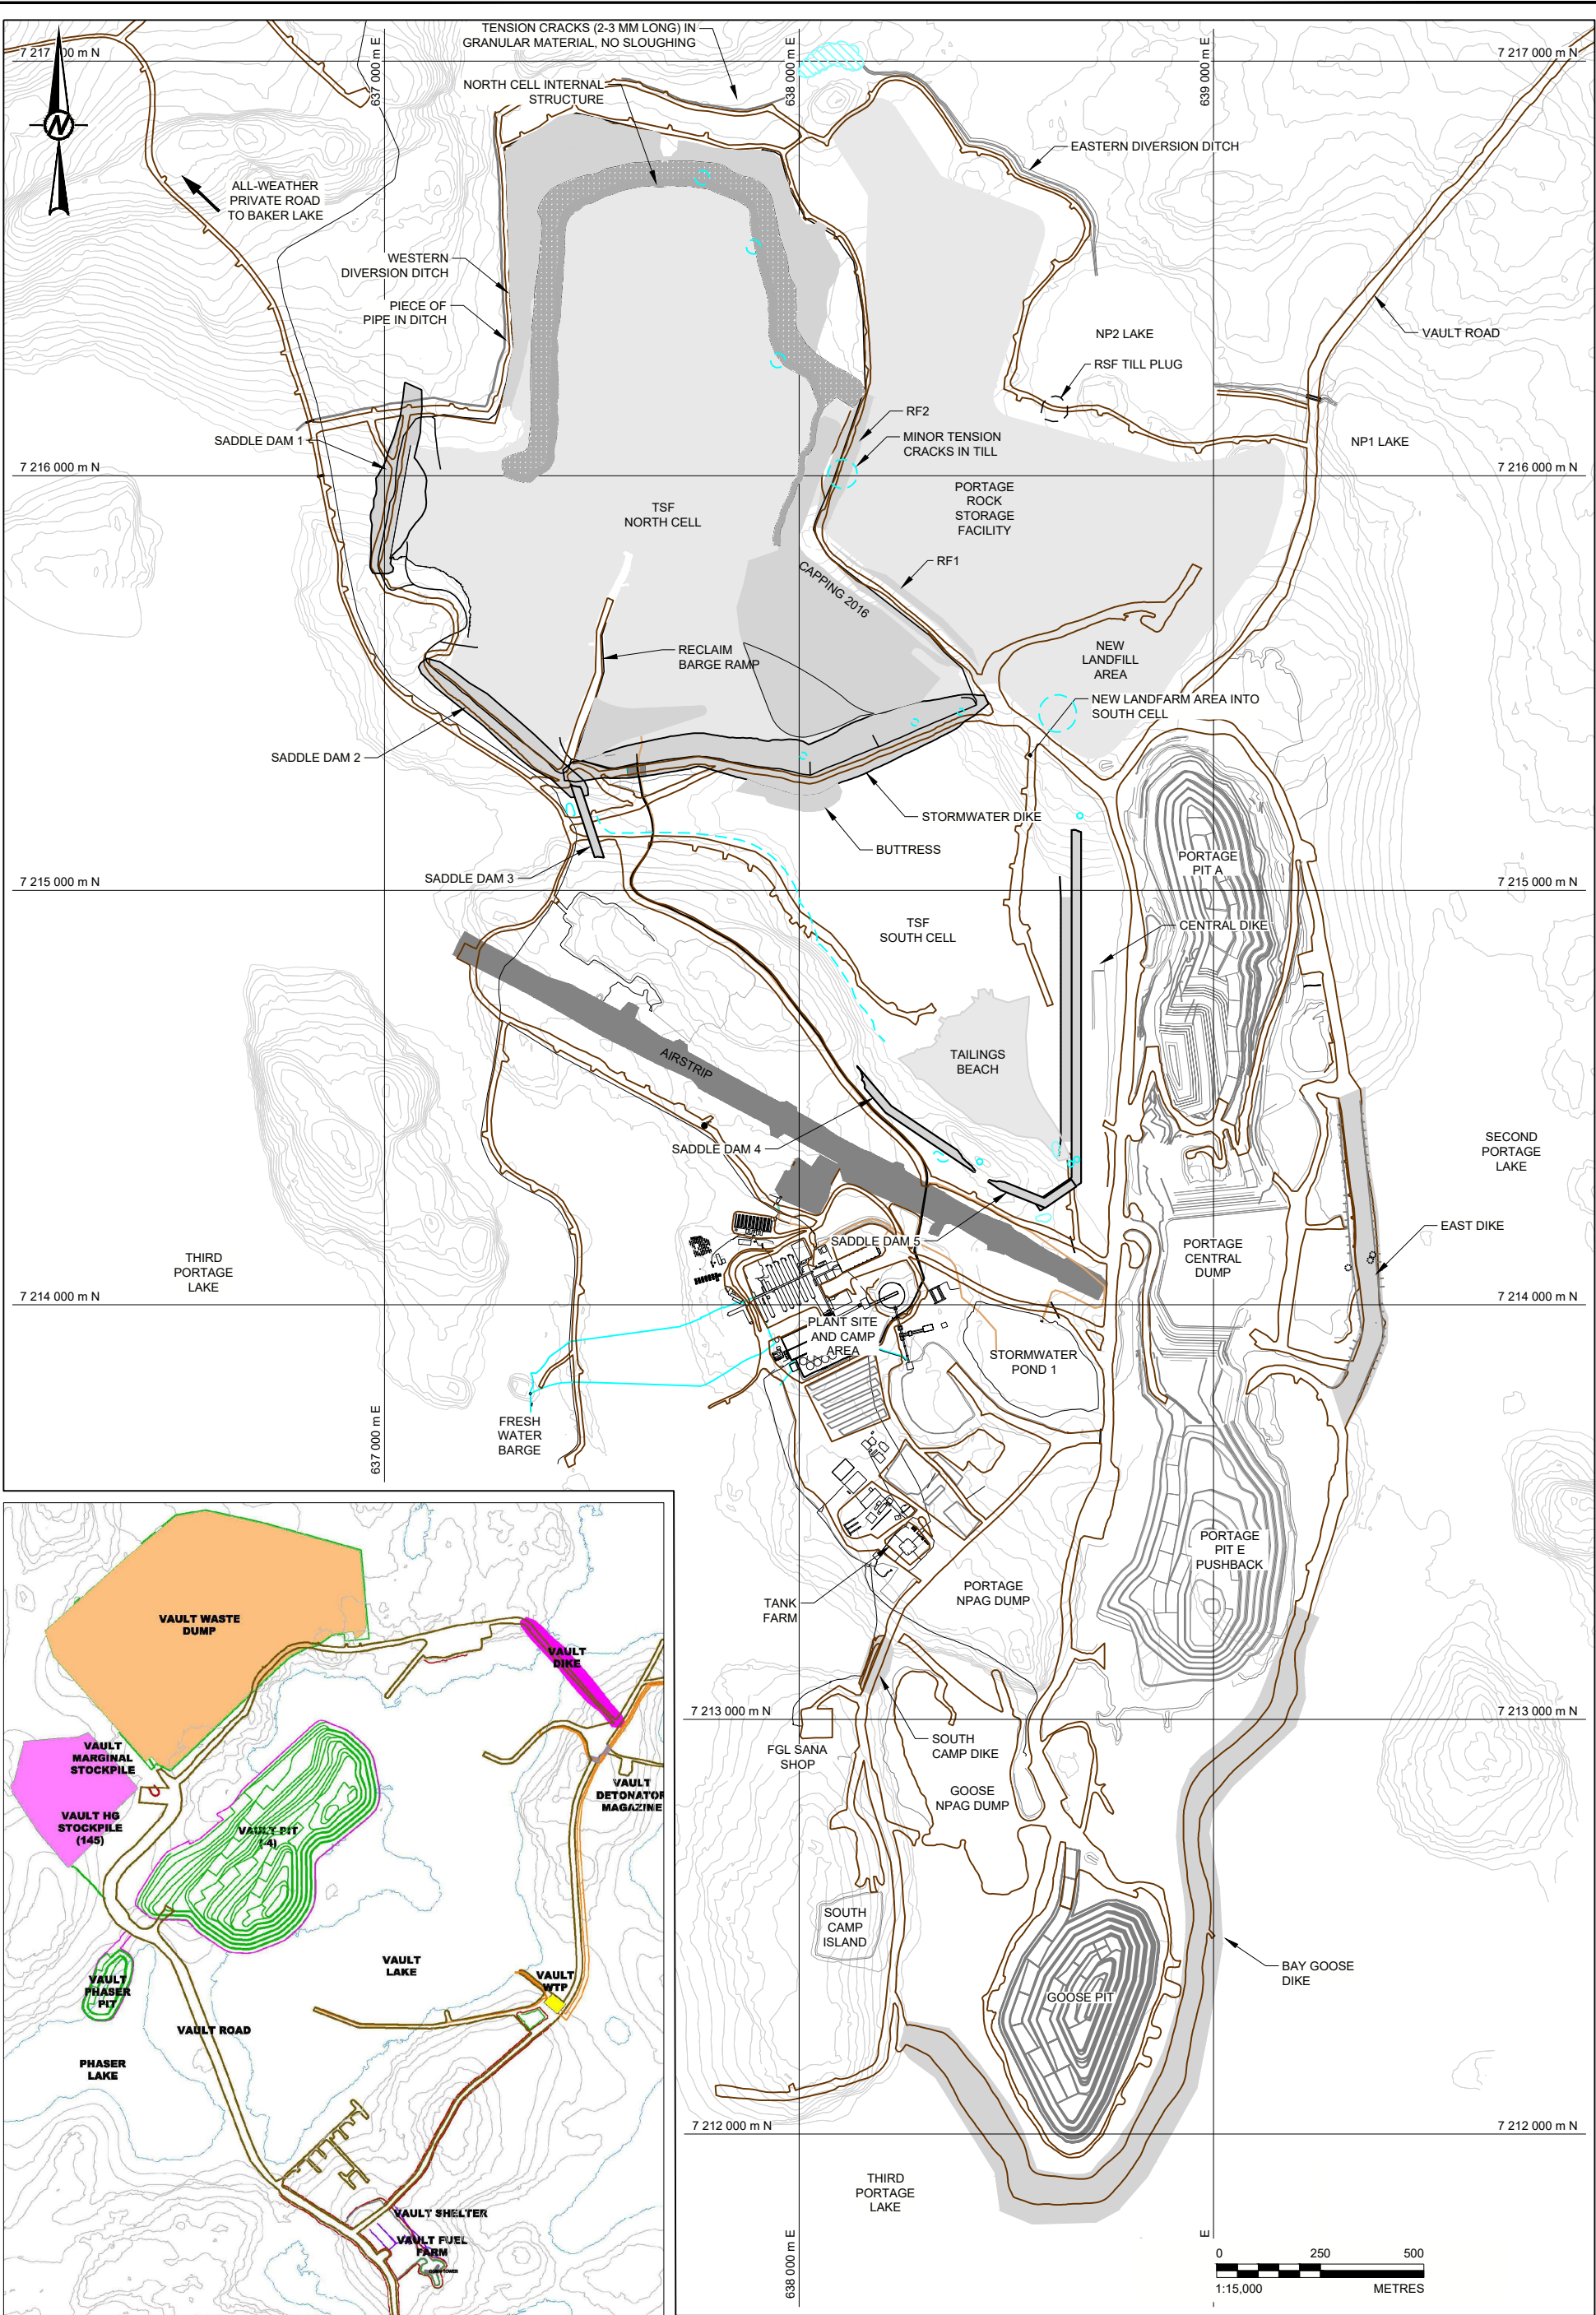 TENSION CRACKS (2-3 MM LONG) IN
GRANULAR MATERIAL, NO SLOUGHING
7 217 000 m N
637 000 m E
638 000 m E
639 000 m E
7 217 000 m N
N
NORTH CELL INTERNAL
STRUCTURE
EASTERN DIVERSION DITCH
ALL-WEATHER
PRIVATE ROAD
TO BAKER LAKE
WESTERN
DIVERSION DITCH
PIECE OF
PIPE IN DITCH
NP2 LAKE
VAULT ROAD
RSF TILL PLUG
RF2
SADDLE DAM 1
MINOR TENSION
CRACKS IN TILL
NP1 LAKE
7 216 000 m N
7 216 000 m N
PORTAGE
ROCK
STORAGE
FACILITY
TSF
NORTH CELL
RF1
CAPPING 2016
RECLAIM
BARGE RAMP
NEW
LANDFILL
AREA
NEW LANDFARM AREA INTO
SOUTH CELL
SADDLE DAM 2
STORMWATER DIKE
BUTTRESS
PORTAGE
PIT A
SADDLE DAM 3
7 215 000 m N
7 215 000 m N
TSF
SOUTH CELL
CENTRAL DIKE
AIRSTRIP
TAILINGS
BEACH
SADDLE DAM 4
SECOND
PORTAGE
LAKE
EAST DIKE
SADDLE DAM 5
PORTAGE
CENTRAL
DUMP
THIRD
PORTAGE
LAKE
7 214 000 m N
7 214 000 m N
PLANT SITE
AND CAMP
AREA
STORMWATER
POND 1
FRESH
WATER
BARGE
637 000 m E
PORTAGE
PIT E
PUSHBACK
TANK
FARM
PORTAGE
NPAG DUMP
7 213 000 m N
7 213 000 m N
FGL SANA
SHOP
SOUTH
CAMP DIKE
GOOSE
NPAG DUMP
SOUTH
CAMP
ISLAND
GOOSE PIT
BAY GOOSE
DIKE
7 212 000 m N
7 212 000 m N
THIRD
PORTAGE
LAKE
638 000 m E
E
0 250 500
1:15,000 METRES
VAULT WASTE
DUMP
VAULT
DIKE
VAULT
MARGINAL
STOCKPILE
VAULT HG
STOCKPILE
(145)
VAULT PIT
(-4)
VAULT
DETONATOR
MAGAZINE
VAULT
LAKE
VAULT
WTP
VAULT
PHASER
PIT
VAULT ROAD
PHASER
LAKE
VAULT SHELTER
VAULT FUEL
FARM